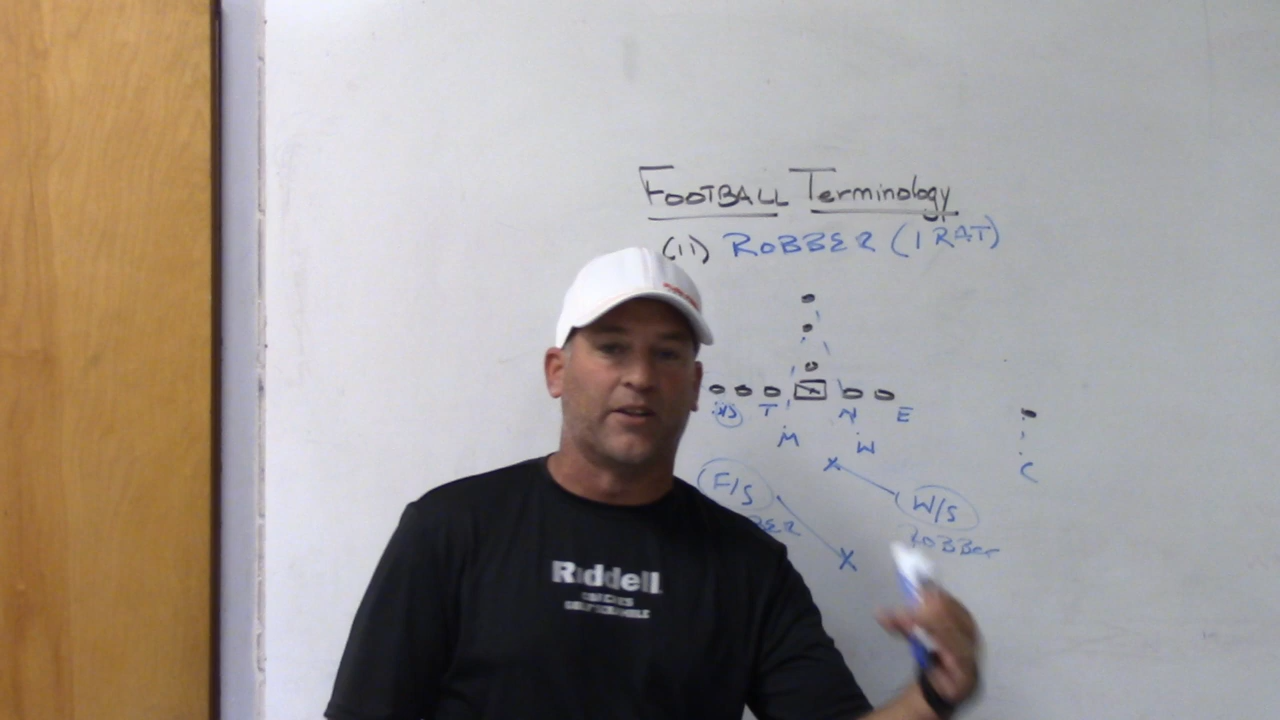 FOOTBALL Terminology
(11) ROBBER (1 RAT)
T N E
M W
C
F/S W/S
ROBBER
Riddell